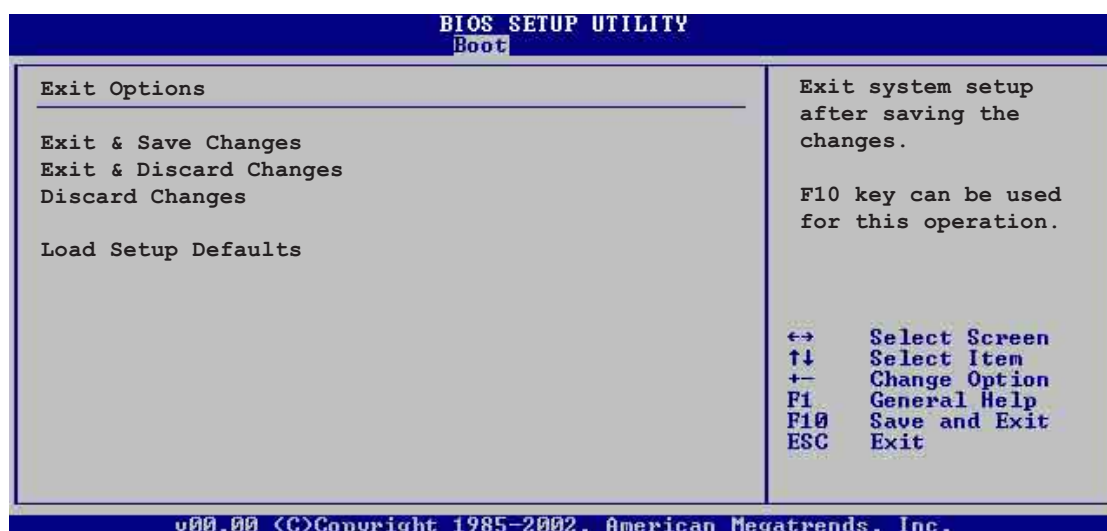 BIOS SETUP UTILITY
Boot
Exit Options
Exit & Save Changes
Exit & Discard Changes
Discard Changes
Load Setup Defaults
Exit system setup
after saving the
changes.
F10 key can be used
for this operation.
←→ Select Screen
↑↓ Select Item
+- Change Option
F1 General Help
F10 Save and Exit
ESC Exit
v00.00 (C)Copyright 1985-2002, American Megatrends, Inc.